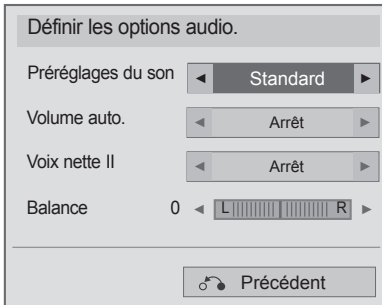 Définir les options audio.
Préréglages du son ◄ Standard ►
Volume auto. ◄ Arrêt ►
Voix nette II ◄ Arrêt ►
Balance 0 ◄ L R ►
Précédent